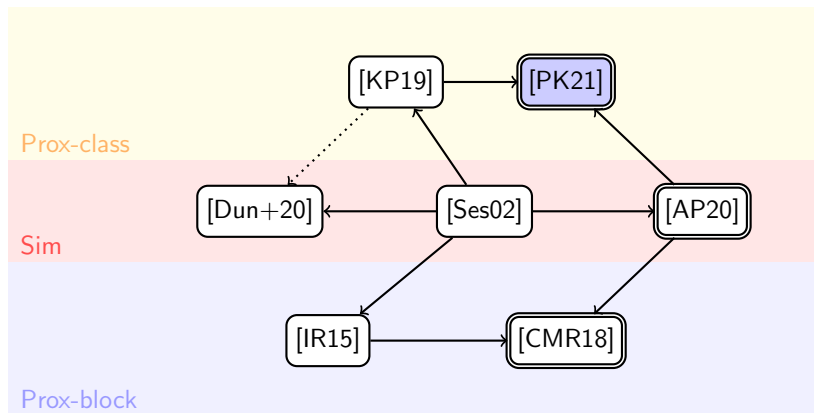 [KP19]
[PK21]
Prox-class
[Dun+20]
[Ses02]
[AP20]
Sim
[IR15]
[CMR18]
Prox-block